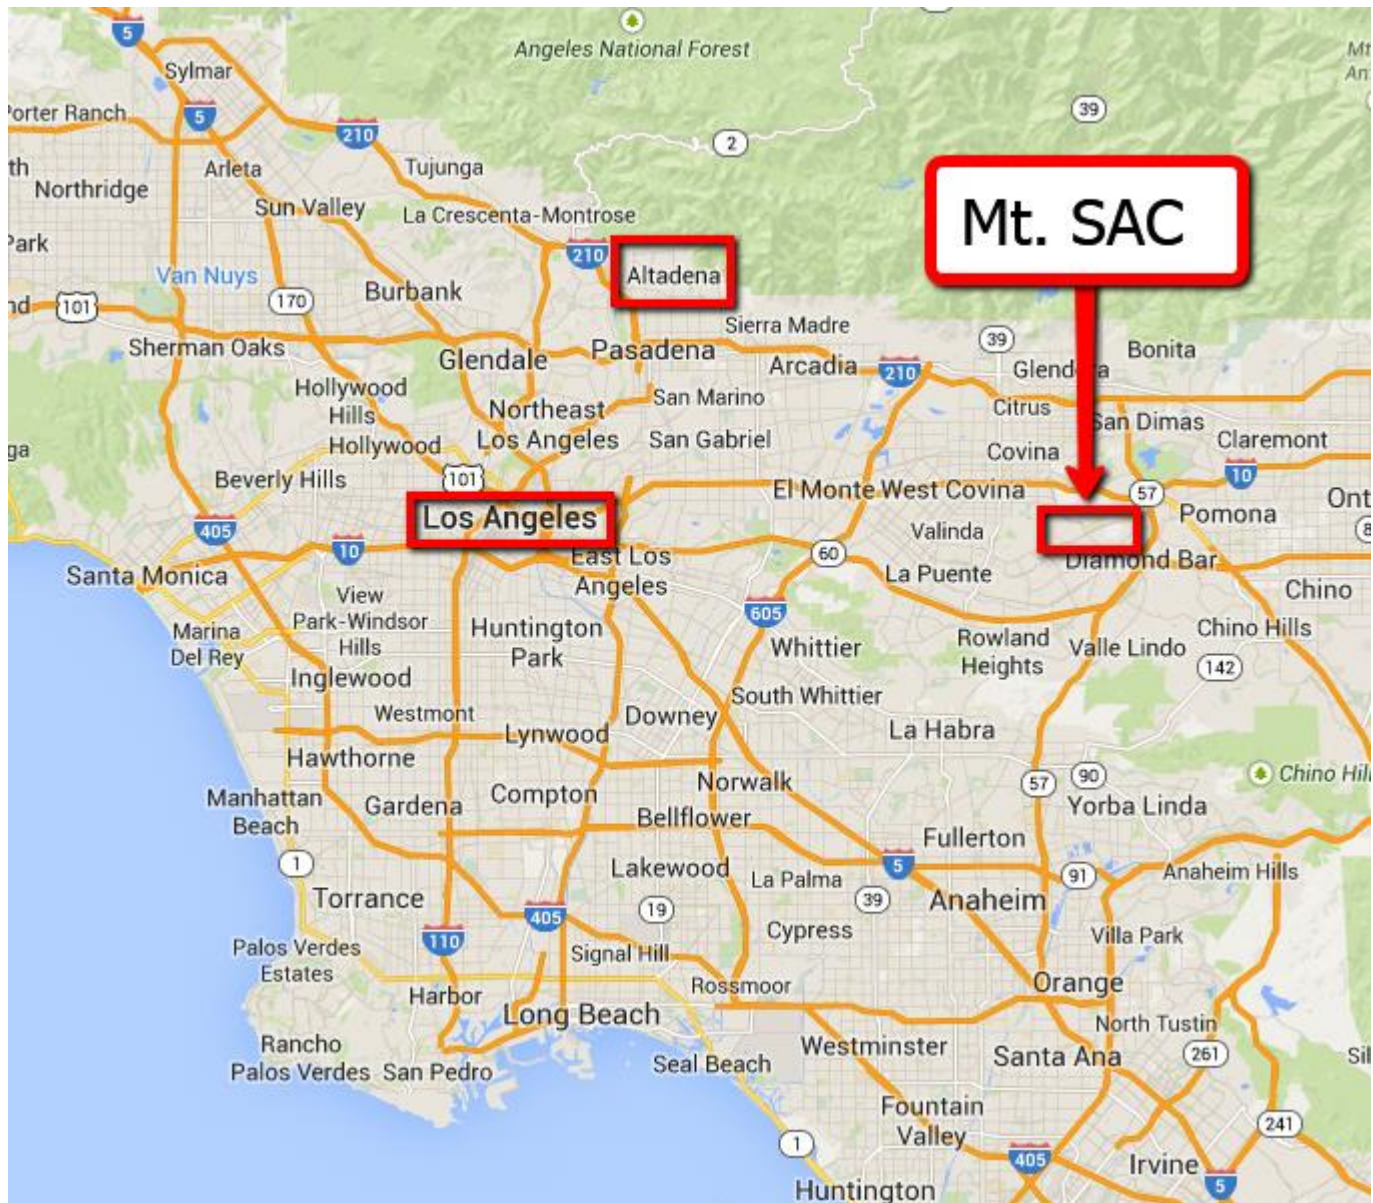 5
Angeles National Forest
Sylmar
39
Porter Ranch
5
210
2
Arleta
Tujunga
Northridge
Sun Valley
La Crescenta-Montrose
Mt. SAC
Park
210
Altadena
Van Nuys
101
170
Burbank
Sierra Madre
39
Bonita
Sherman Oaks
Glendale
Pasadena
Arcadia
210
Glendora
Hollywood
Hills
San Marino
Citrus
Northeast
Los Angeles
San Dimas
Hollywood
San Gabriel
Covina
Claremont
Beverly Hills
101
10
El Monte
West Covina
57
Los Angeles
Pomona
405
10
Valinda
60
East Los
Angeles
Diamond Bar
Santa Monica
La Puente
View
Park-Windsor
Hills
605
Chino
Marina
Del Rey
Huntington
Park
Whittier
Rowland
Heights
Valle Lindo
Chino Hills
142
Inglewood
South Whittier
Westmont
Downey
La Habra
Lynwood
Hawthorne
Norwalk
57
90
Chino Hil
Manhattan
Beach
Gardena
Compton
Yorba Linda
Bellflower
Fullerton
1
Lakewood
La Palma
5
91
Anaheim Hills
Torrance
19
39
Anaheim
405
110
Cypress
Villa Park
Palos Verdes
Estates
Signal Hill
Harbor
Rossmoor
Orange
Long Beach
North Tustin
Rancho
Palos Verdes
San Pedro
Seal Beach
Westminster
Santa Ana
261
Fountain
Valley
1
241
405
Irvine
5
Huntington